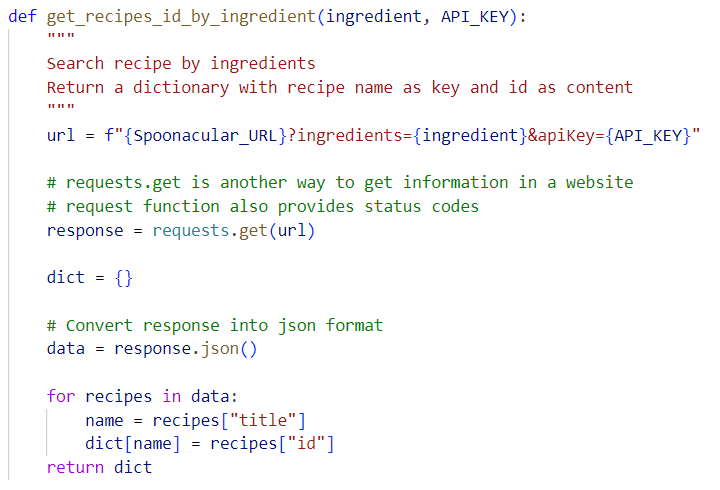 def get_recipes_id_by_ingredient(ingredient, API_KEY):
    """
    Search recipe by ingredients
    Return a dictionary with recipe name as key and id as content
    """
    url = f"{Spoonacular_URL}?ingredients={ingredient}&apiKey={API_KEY}"
    # requests.get is another way to get information in a website
    # request function also provides status codes
    response = requests.get(url)
    dict = {}
    # Convert response into json format
    data = response.json()
    for recipes in data:
        name = recipes["title"]
        dict[name] = recipes["id"]
    return dict